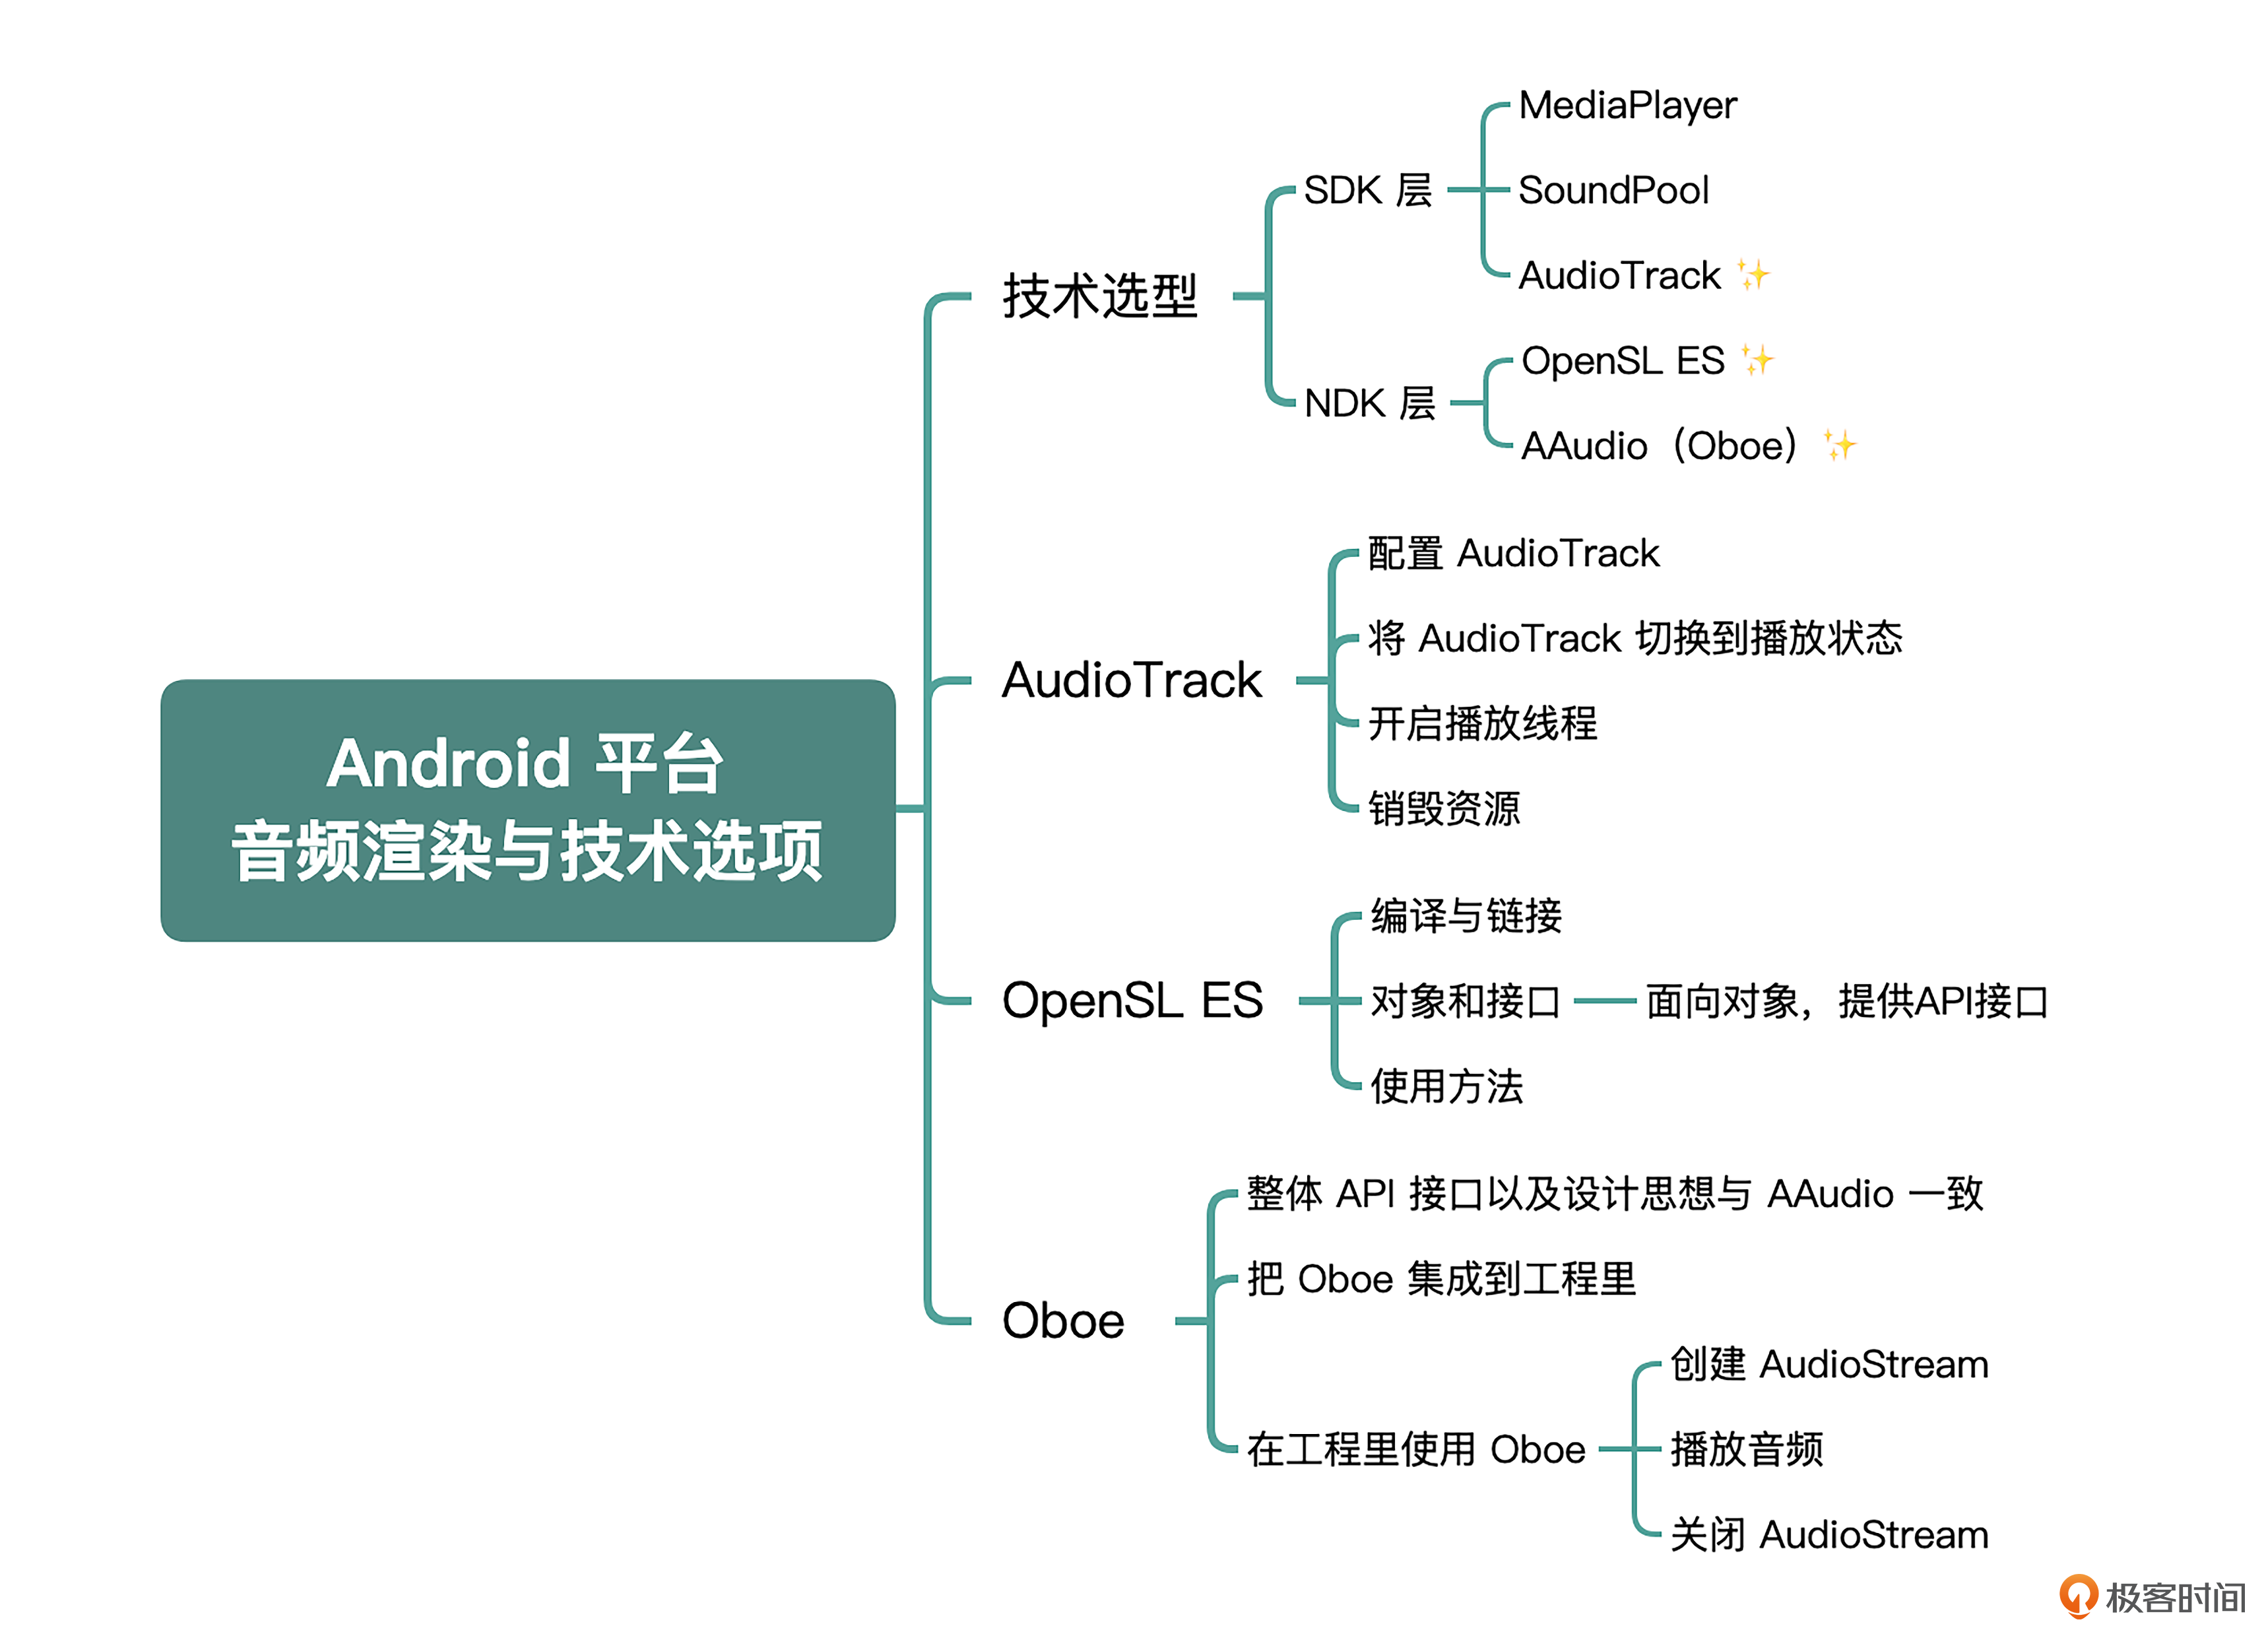 Android 平台
音频渲染与技术选项
技术选型
SDK 层
MediaPlayer
SoundPool
AudioTrack ✨
NDK 层
OpenSL ES ✨
AAudio（Oboe）✨
AudioTrack
配置 AudioTrack
将 AudioTrack 切换到播放状态
开启播放线程
销毁资源
OpenSL ES
编译与链接
对象和接口
面向对象，提供API接口
使用方法
Oboe
整体 API 接口以及设计思想与 AAudio 一致
把 Oboe 集成到工程里
在工程里使用 Oboe
创建 AudioStream
播放音频
关闭 AudioStream
极客时间